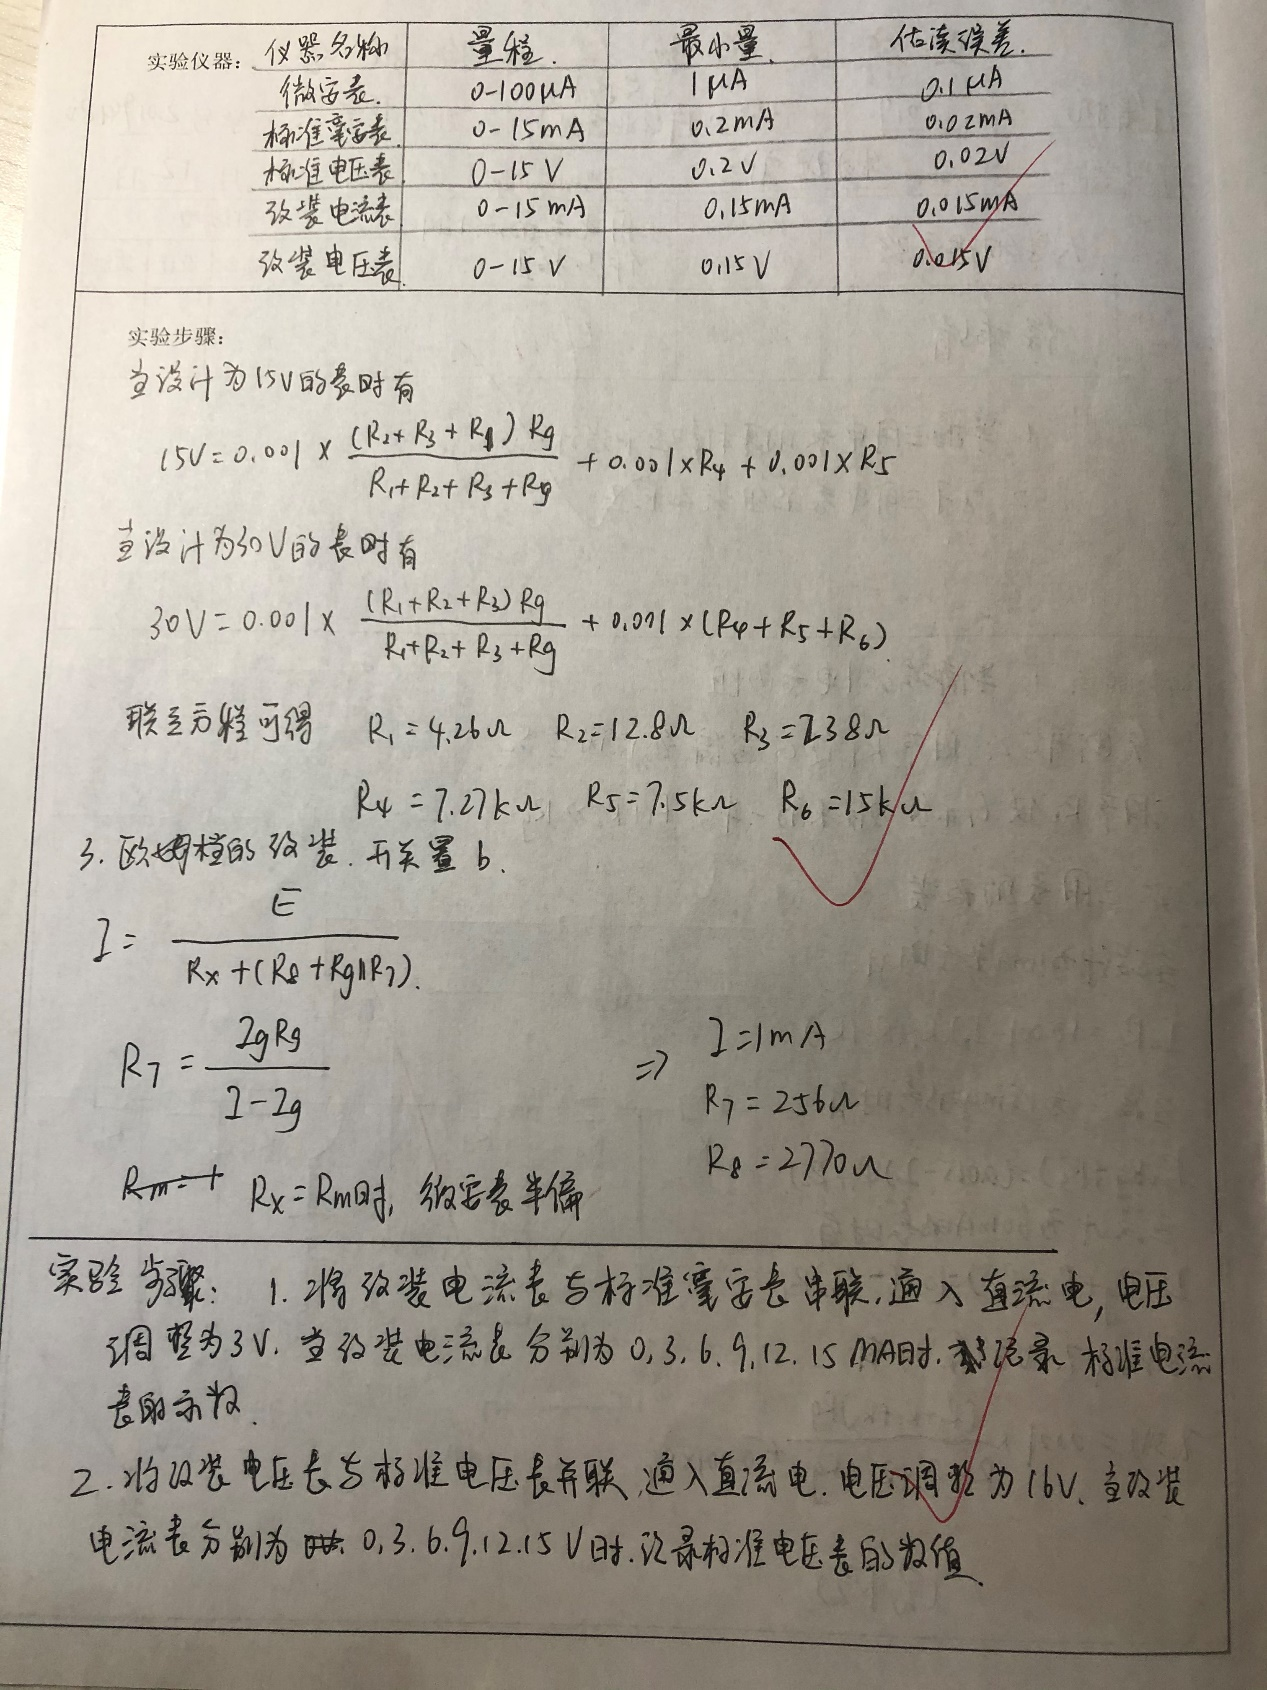 实验仪器: 仪器名称 量程. 最小量. 估读误差.
微安表. 0-100μA 1μA 0.1μA
标准毫安表 0-15mA 0.2mA 0.02mA
标准电压表 0-15V 0.2V 0.02V
改装电流表 0-15mA 0.15mA 0.015mA
改装电压表 0-15V 0.15V 0.015V
实验步骤:
当设计为15V的表时有
15V=0.001×(R2+R3+R1)Rg/(R1+R2+R3+Rg)+0.001×R4+0.001×R5
当设计为30V的表时有
30V=0.001×(R1+R2+R3)Rg/(R1+R2+R3+Rg)+0.001×(R4+R5+R6)
联立方程可得 R1=4.26Ω R2=12.8Ω R3=238Ω
R4=7.27kΩ R5=7.5kΩ R6=15kΩ
3. 欧姆档的改装. 开关置b.
I=E/(Rx+(R8+Rg∥R7).
R7=IgRg/(I-Ig) ⇒ I=1mA
R7=256Ω
R8=2770Ω
Rx=Rm时, 微安表半偏
实验步骤: 1. 将改装电流表与标准毫安表串联,通入直流电,电压
调整为3V. 当改装电流表分别为0,3,6,9,12,15MA时. 记录标准电流
表的示数.
2. 将改装电压表与标准电压表并联,通入直流电.电压调整为16V.当改装
电流表分别为 0,3.6.9.12.15V时.记录标准电压表的数值.